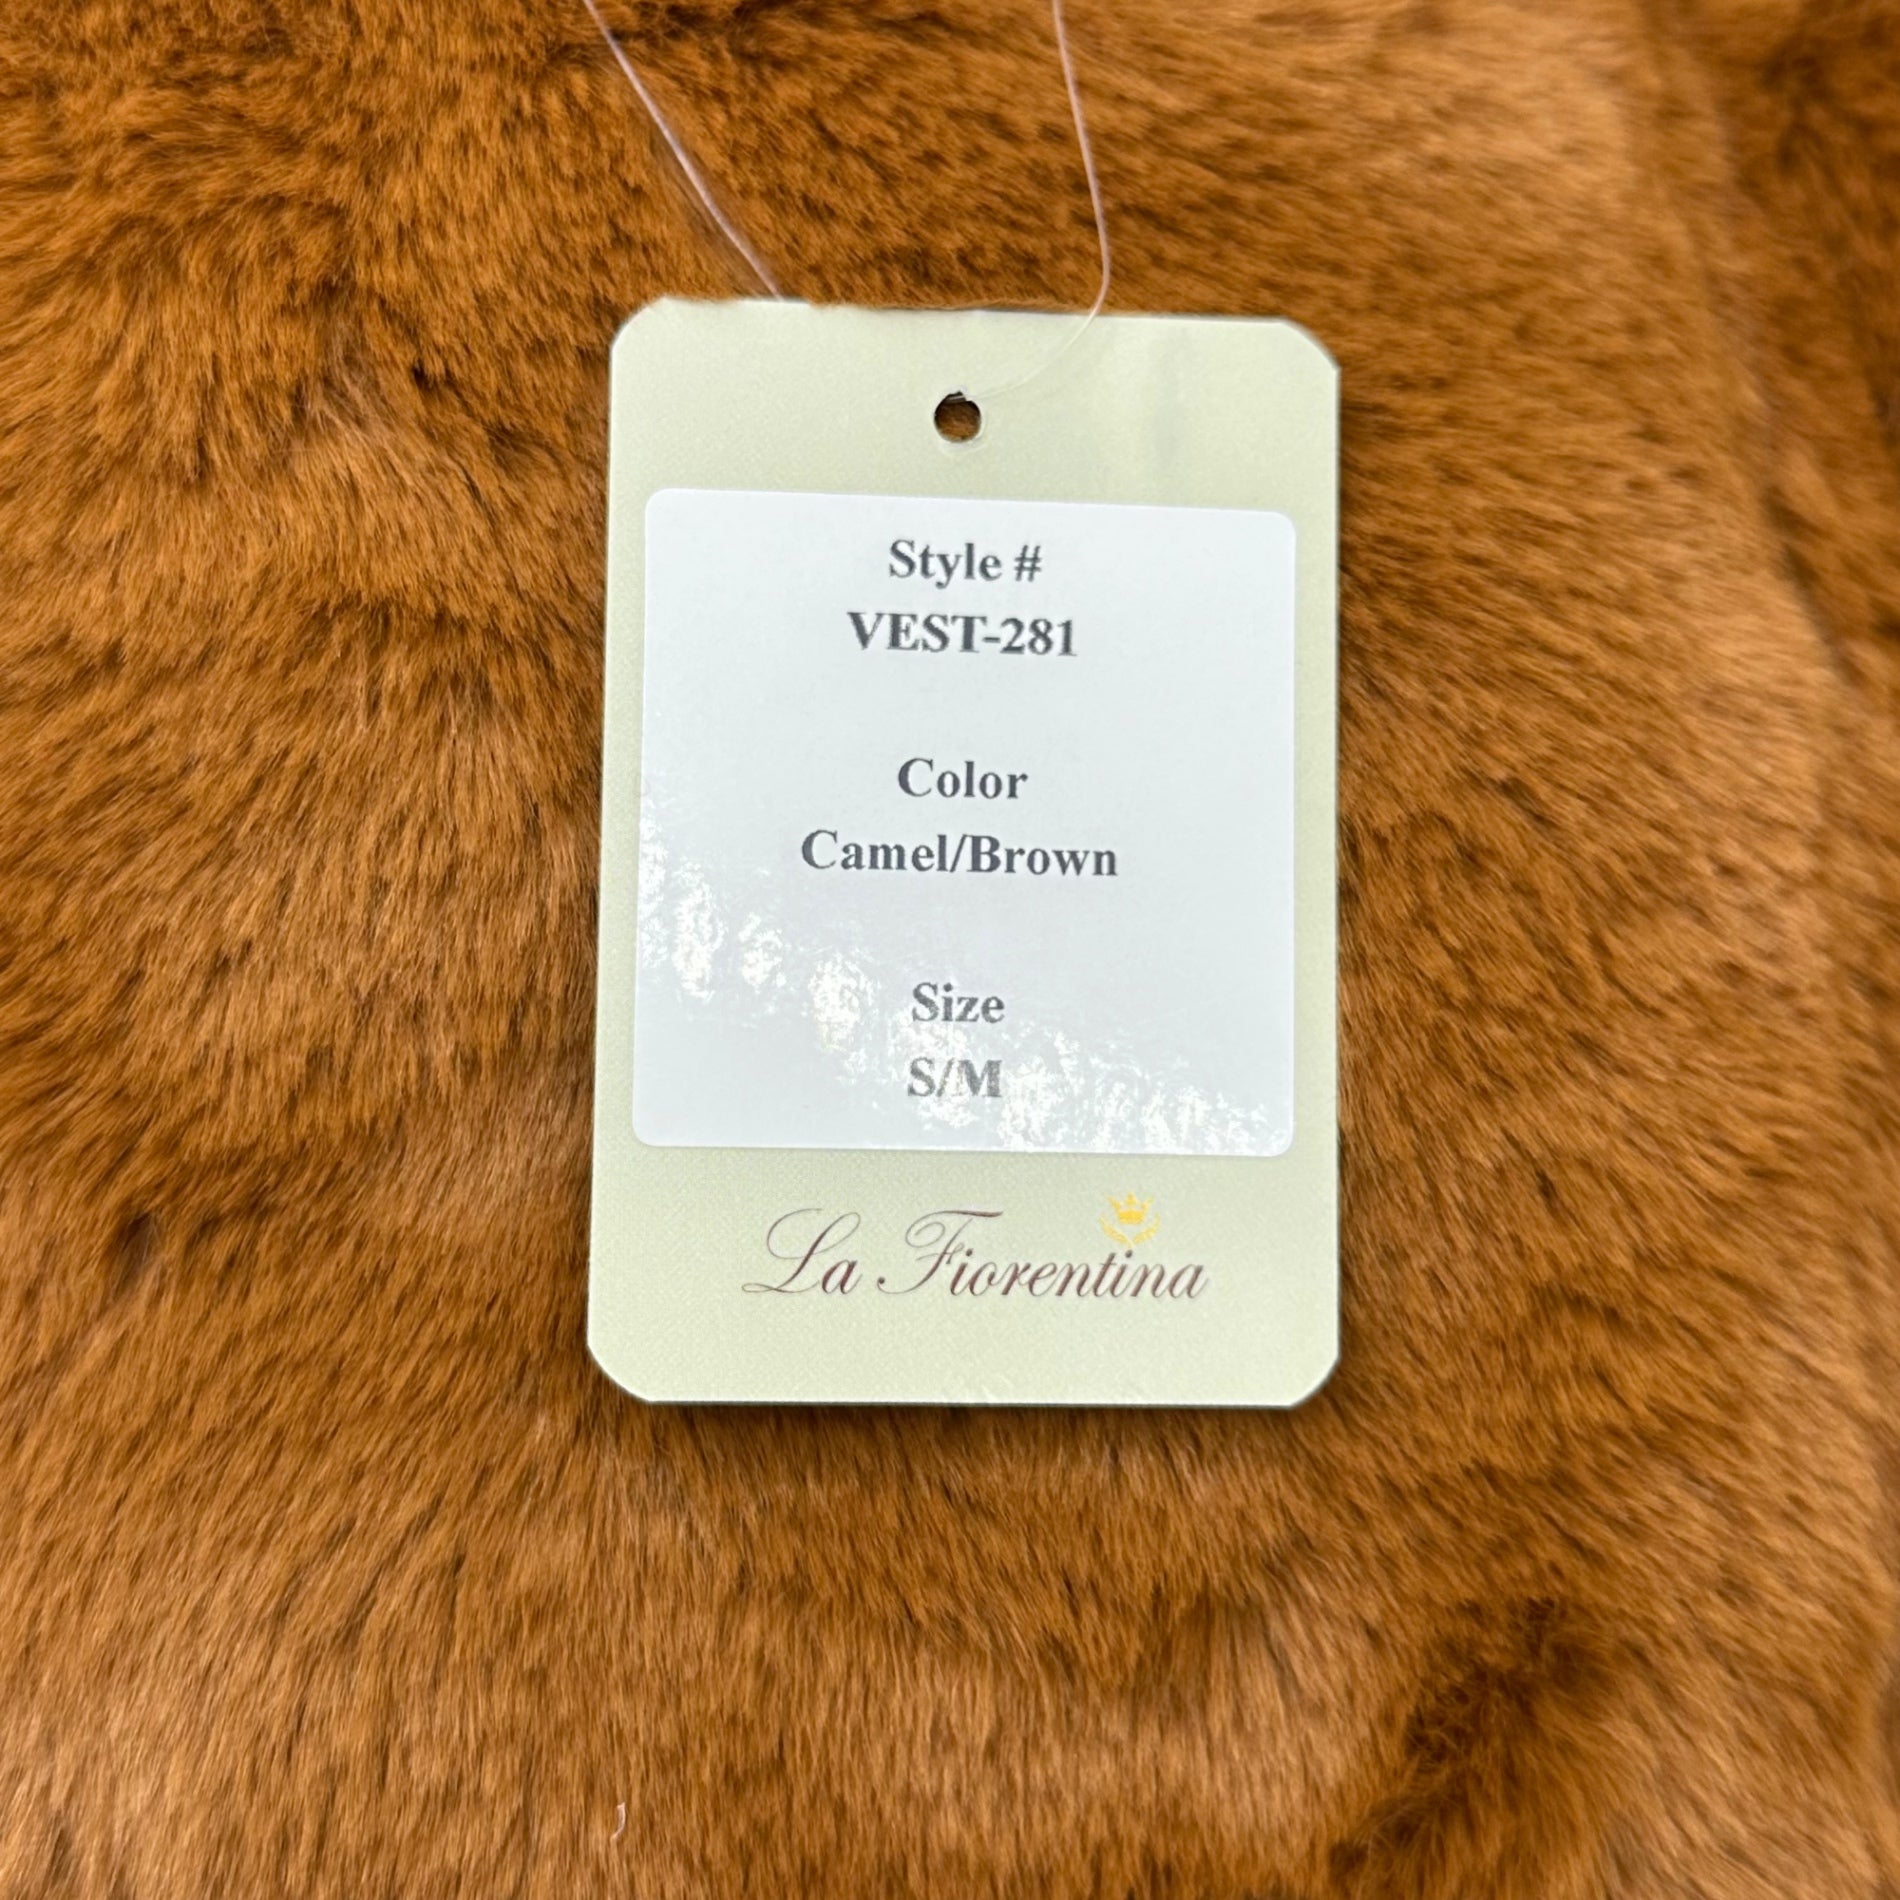 Style #
VEST-281
Color
Camel/Brown
Size
S/M
La Fiorentina